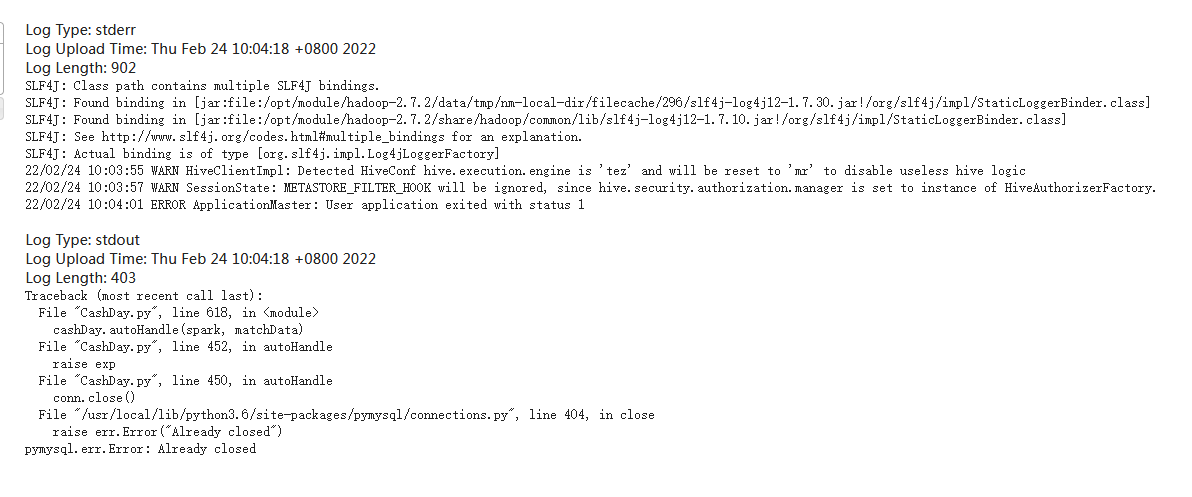 Log Type: stderr
Log Upload Time: Thu Feb 24 10:04:18 +0800 2022
Log Length: 902
SLF4J: Class path contains multiple SLF4J bindings.
SLF4J: Found binding in [jar:file:/opt/module/hadoop-2.7.2/data/tmp/nm-local-dir/filecache/296/slf4j-log4j12-1.7.30.jar!/org/slf4j/impl/StaticLoggerBinder.class]
SLF4J: Found binding in [jar:file:/opt/module/hadoop-2.7.2/share/hadoop/common/lib/slf4j-log4j12-1.7.10.jar!/org/slf4j/impl/StaticLoggerBinder.class]
SLF4J: See http://www.slf4j.org/codes.html#multiple_bindings for an explanation.
SLF4J: Actual binding is of type [org.slf4j.impl.Log4jLoggerFactory]
22/02/24 10:03:55 WARN HiveClientImpl: Detected HiveConf hive.execution.engine is 'tez' and will be reset to 'mr' to disable useless hive logic
22/02/24 10:03:57 WARN SessionState: METASTORE_FILTER_HOOK will be ignored, since hive.security.authorization.manager is set to instance of HiveAuthorizerFactory.
22/02/24 10:04:01 ERROR ApplicationMaster: User application exited with status 1
Log Type: stdout
Log Upload Time: Thu Feb 24 10:04:18 +0800 2022
Log Length: 403
Traceback (most recent call last):
  File "CashDay.py", line 618, in <module>
    cashDay.autoHandle(spark, matchData)
  File "CashDay.py", line 452, in autoHandle
    raise exp
  File "CashDay.py", line 450, in autoHandle
    conn.close()
  File "/usr/local/lib/python3.6/site-packages/pymysql/connections.py", line 404, in close
    raise err.Error("Already closed")
pymysql.err.Error: Already closed